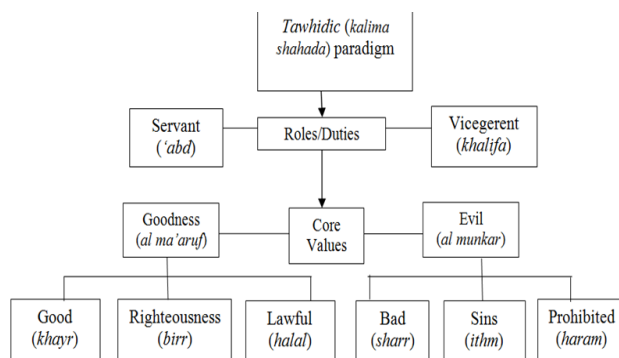 Tawhidic (kalima
shahada) paradigm
Servant
(‘abd)
Roles/Duties
Vicegerent
(khalifa)
Goodness
(al ma’aruf)
Core
Values
Evil
(al munkar)
Good
(khayr)
Righteousness
(birr)
Lawful
(halal)
Bad
(sharr)
Sins
(ithm)
Prohibited
(haram)